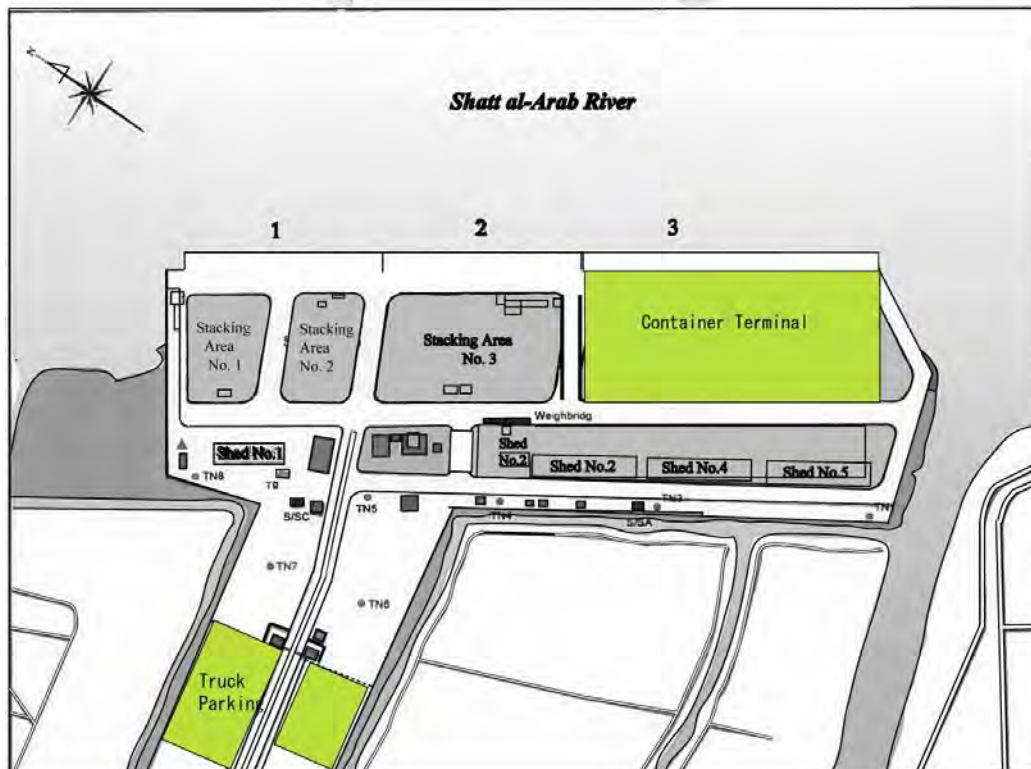 N
Shatt al-Arab River
1
2
3
Stacking
Area
No. 1
Stacking
Area
No. 2
Stacking Area
No. 3
Container Terminal
Weighbridg
Shed No.1
Shed
No.2
Shed No.2
Shed No.4
Shed No.5
TN8
T9
S/SC
TN5
TN4
TN3
S/SA
TN7
TN6
Truck
Parking